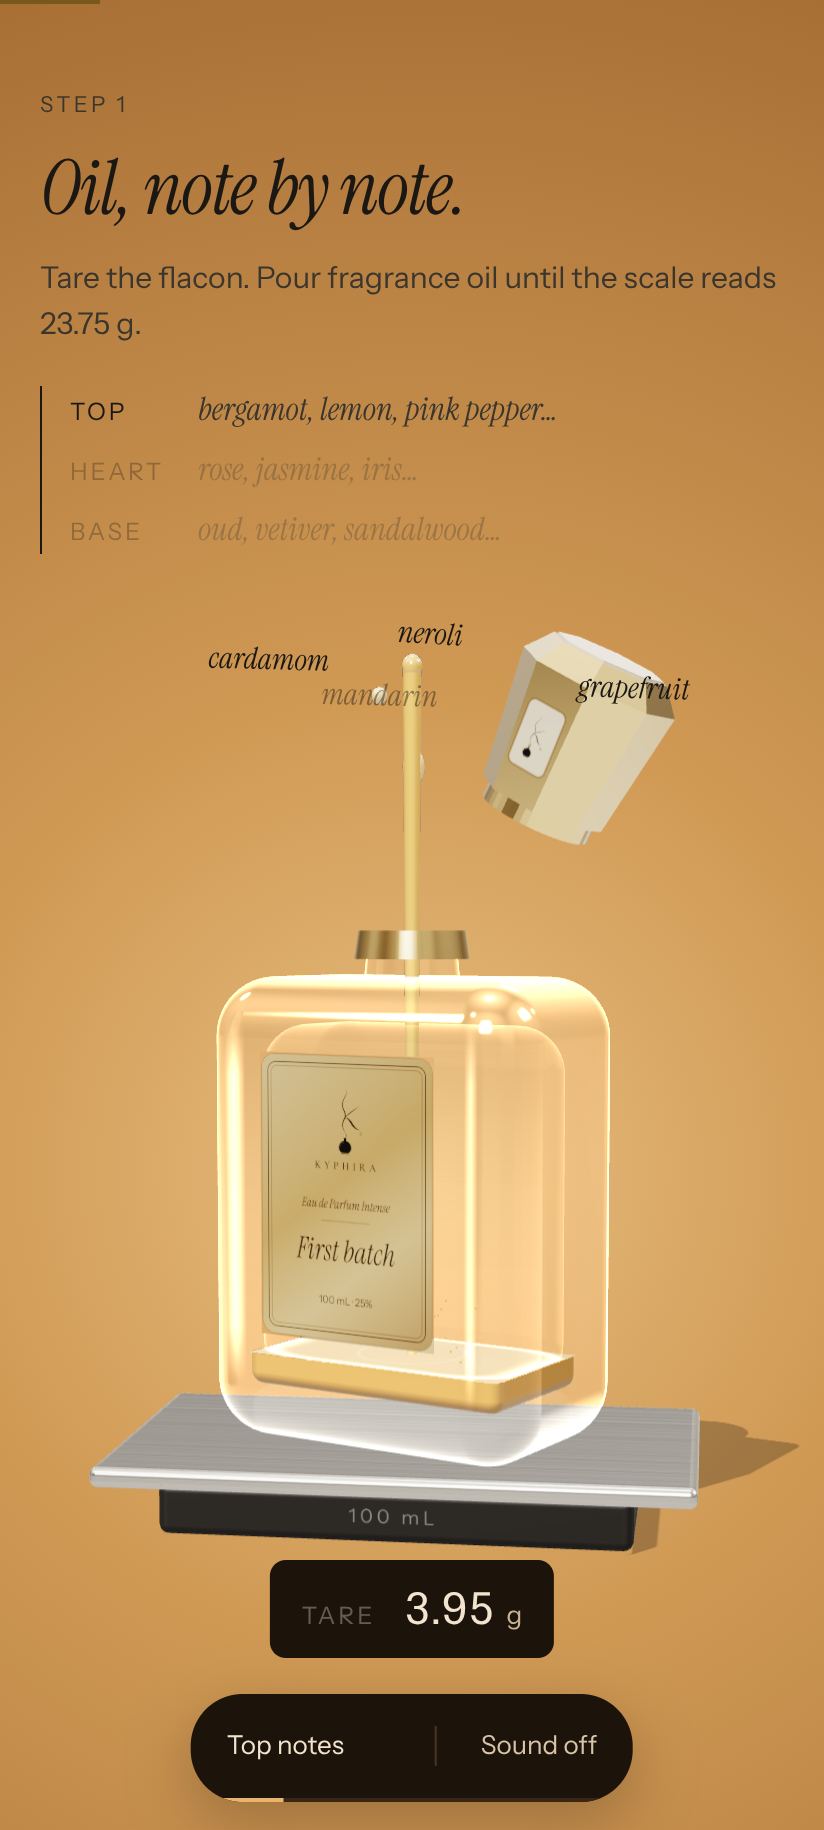 STEP 1
Oil, note by note.
Tare the flacon. Pour fragrance oil until the scale reads
23.75 g.
TOP bergamot, lemon, pink pepper...
HEART rose, jasmine, iris...
BASE oud, vetiver, sandalwood...
neroli
cardamom
mandarin
grapefruit
KYPHIRA
Eau de Parfum Intense
First batch
100 mL · 25%
100 mL
TARE 3.95 g
Top notes Sound off